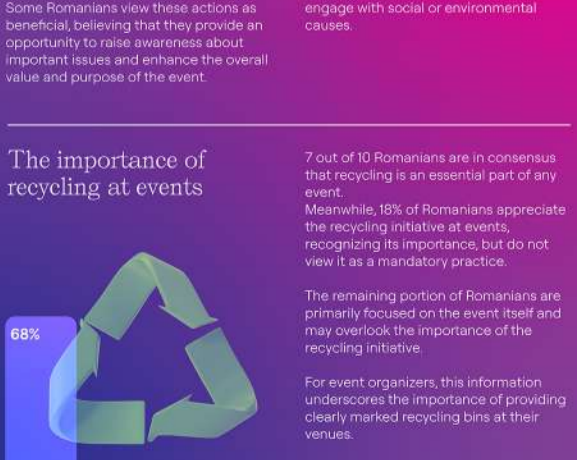 Some Romanians view these actions as
beneficial, believing that they provide an
opportunity to raise awareness about
important issues and enhance the overall
value and purpose of the event.
engage with social or environmental
causes.
The importance of
recycling at events
68%
7 out of 10 Romanians are in consensus
that recycling is an essential part of any
event.
Meanwhile, 18% of Romanians appreciate
the recycling initiative at events,
recognizing its importance, but do not
view it as a mandatory practice.
The remaining portion of Romanians are
primarily focused on the event itself and
may overlook the importance of the
recycling initiative.
For event organizers, this information
underscores the importance of providing
clearly marked recycling bins at their
venues.